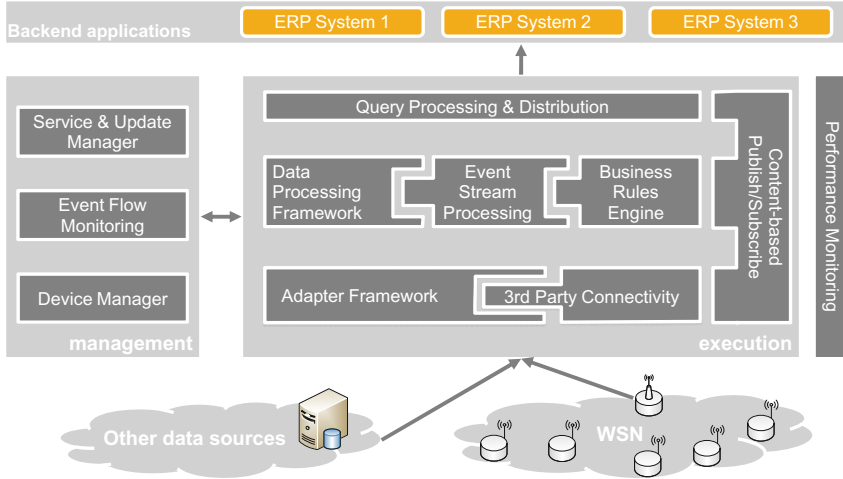 Backend applications
ERP System 1
ERP System 2
ERP System 3
Service & Update
Manager
Event Flow
Monitoring
Device Manager
management
Query Processing & Distribution
Data
Processing
Framework
Event
Stream
Processing
Business
Rules
Engine
Adapter Framework
3rd Party Connectivity
Content-based
Publish/Subscribe
execution
Performance Monitoring
Other data sources
WSN